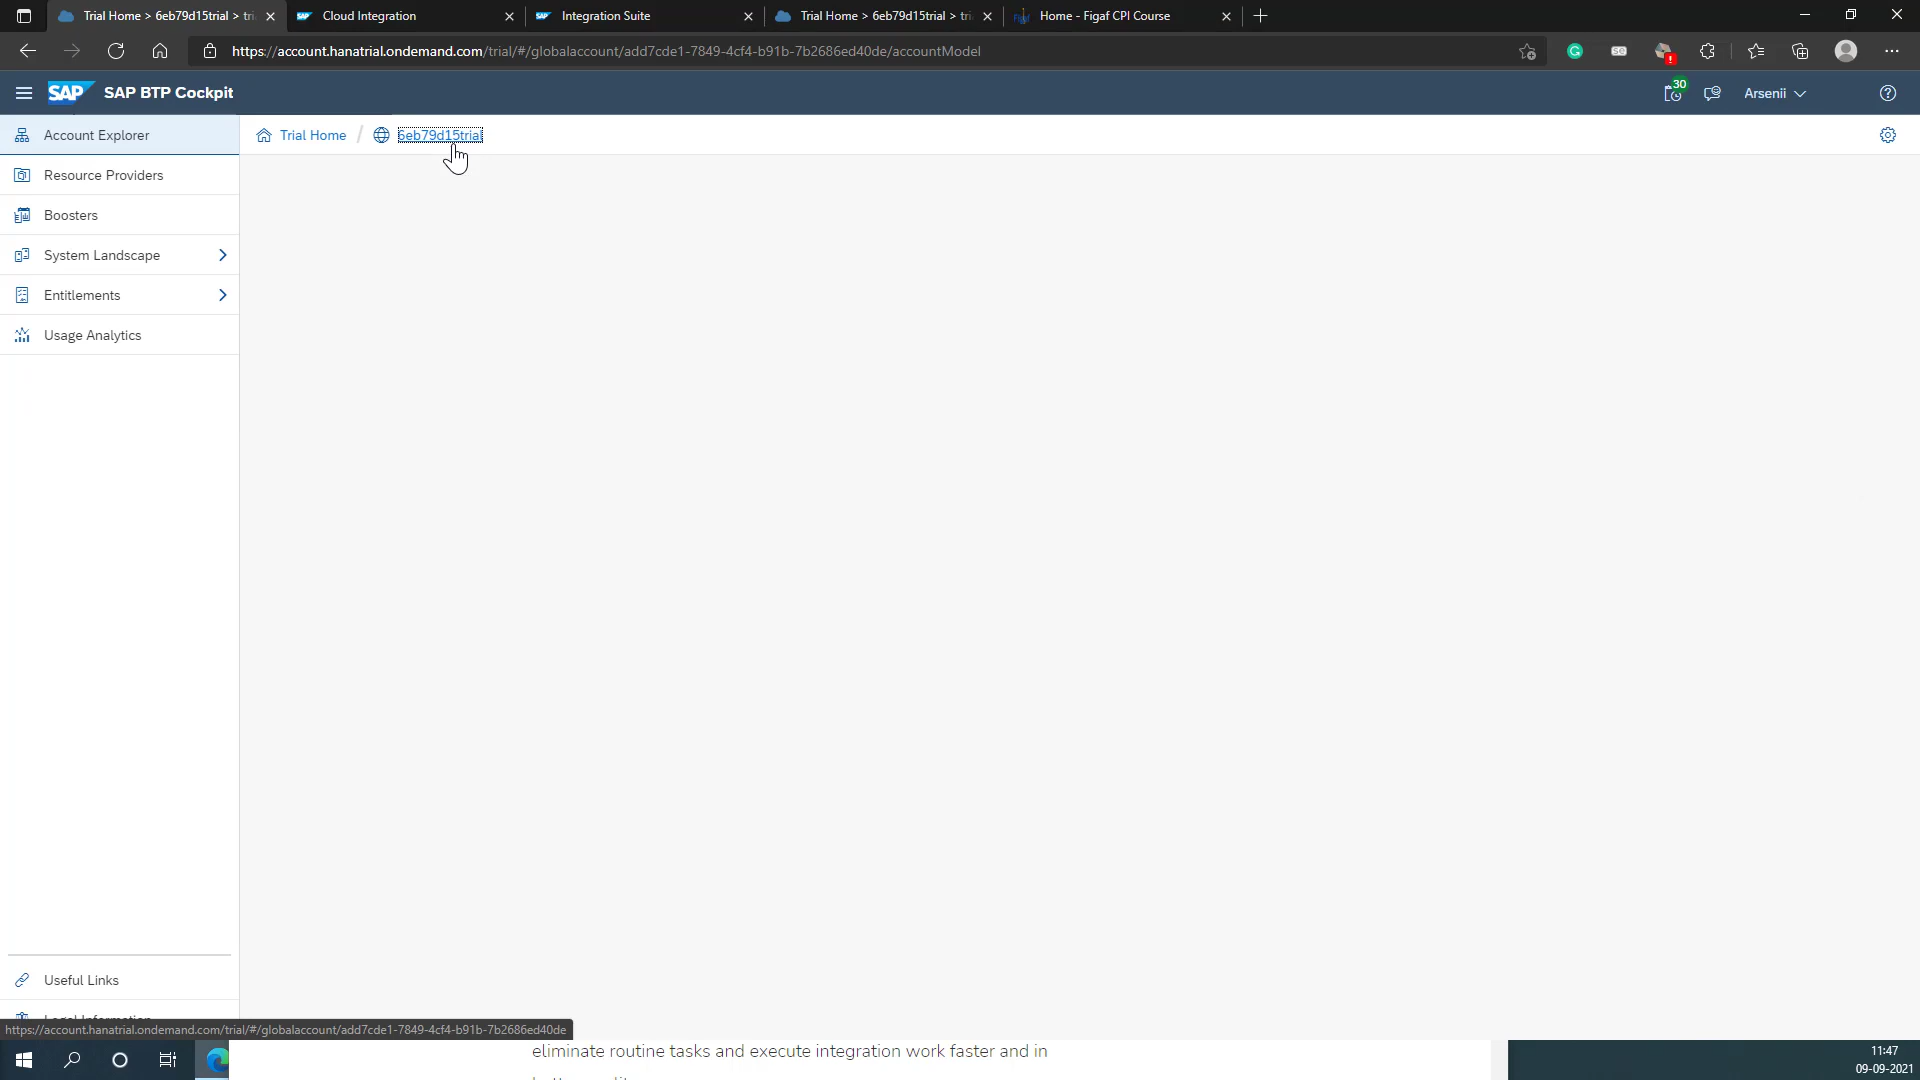 Trial Home > 6eb79d15trial > tri
Cloud Integration
Integration Suite
Trial Home > 6eb79d15trial > tri
Home - Figaf CPI Course
https://account.hanatrial.ondemand.com/trial/#/globalaccount/add7cde1-7849-4cf4-b91b-7b2686ed40de/accountModel
SAP SAP BTP Cockpit
30
Arsenii
Account Explorer
Trial Home / 6eb79d15trial
Resource Providers
Boosters
System Landscape
Entitlements
Usage Analytics
Useful Links
Legal Information
https://account.hanatrial.ondemand.com/trial/#/globalaccount/add7cde1-7849-4cf4-b91b-7b2686ed40de
eliminate routine tasks and execute integration work faster and in
11:47
09-09-2021